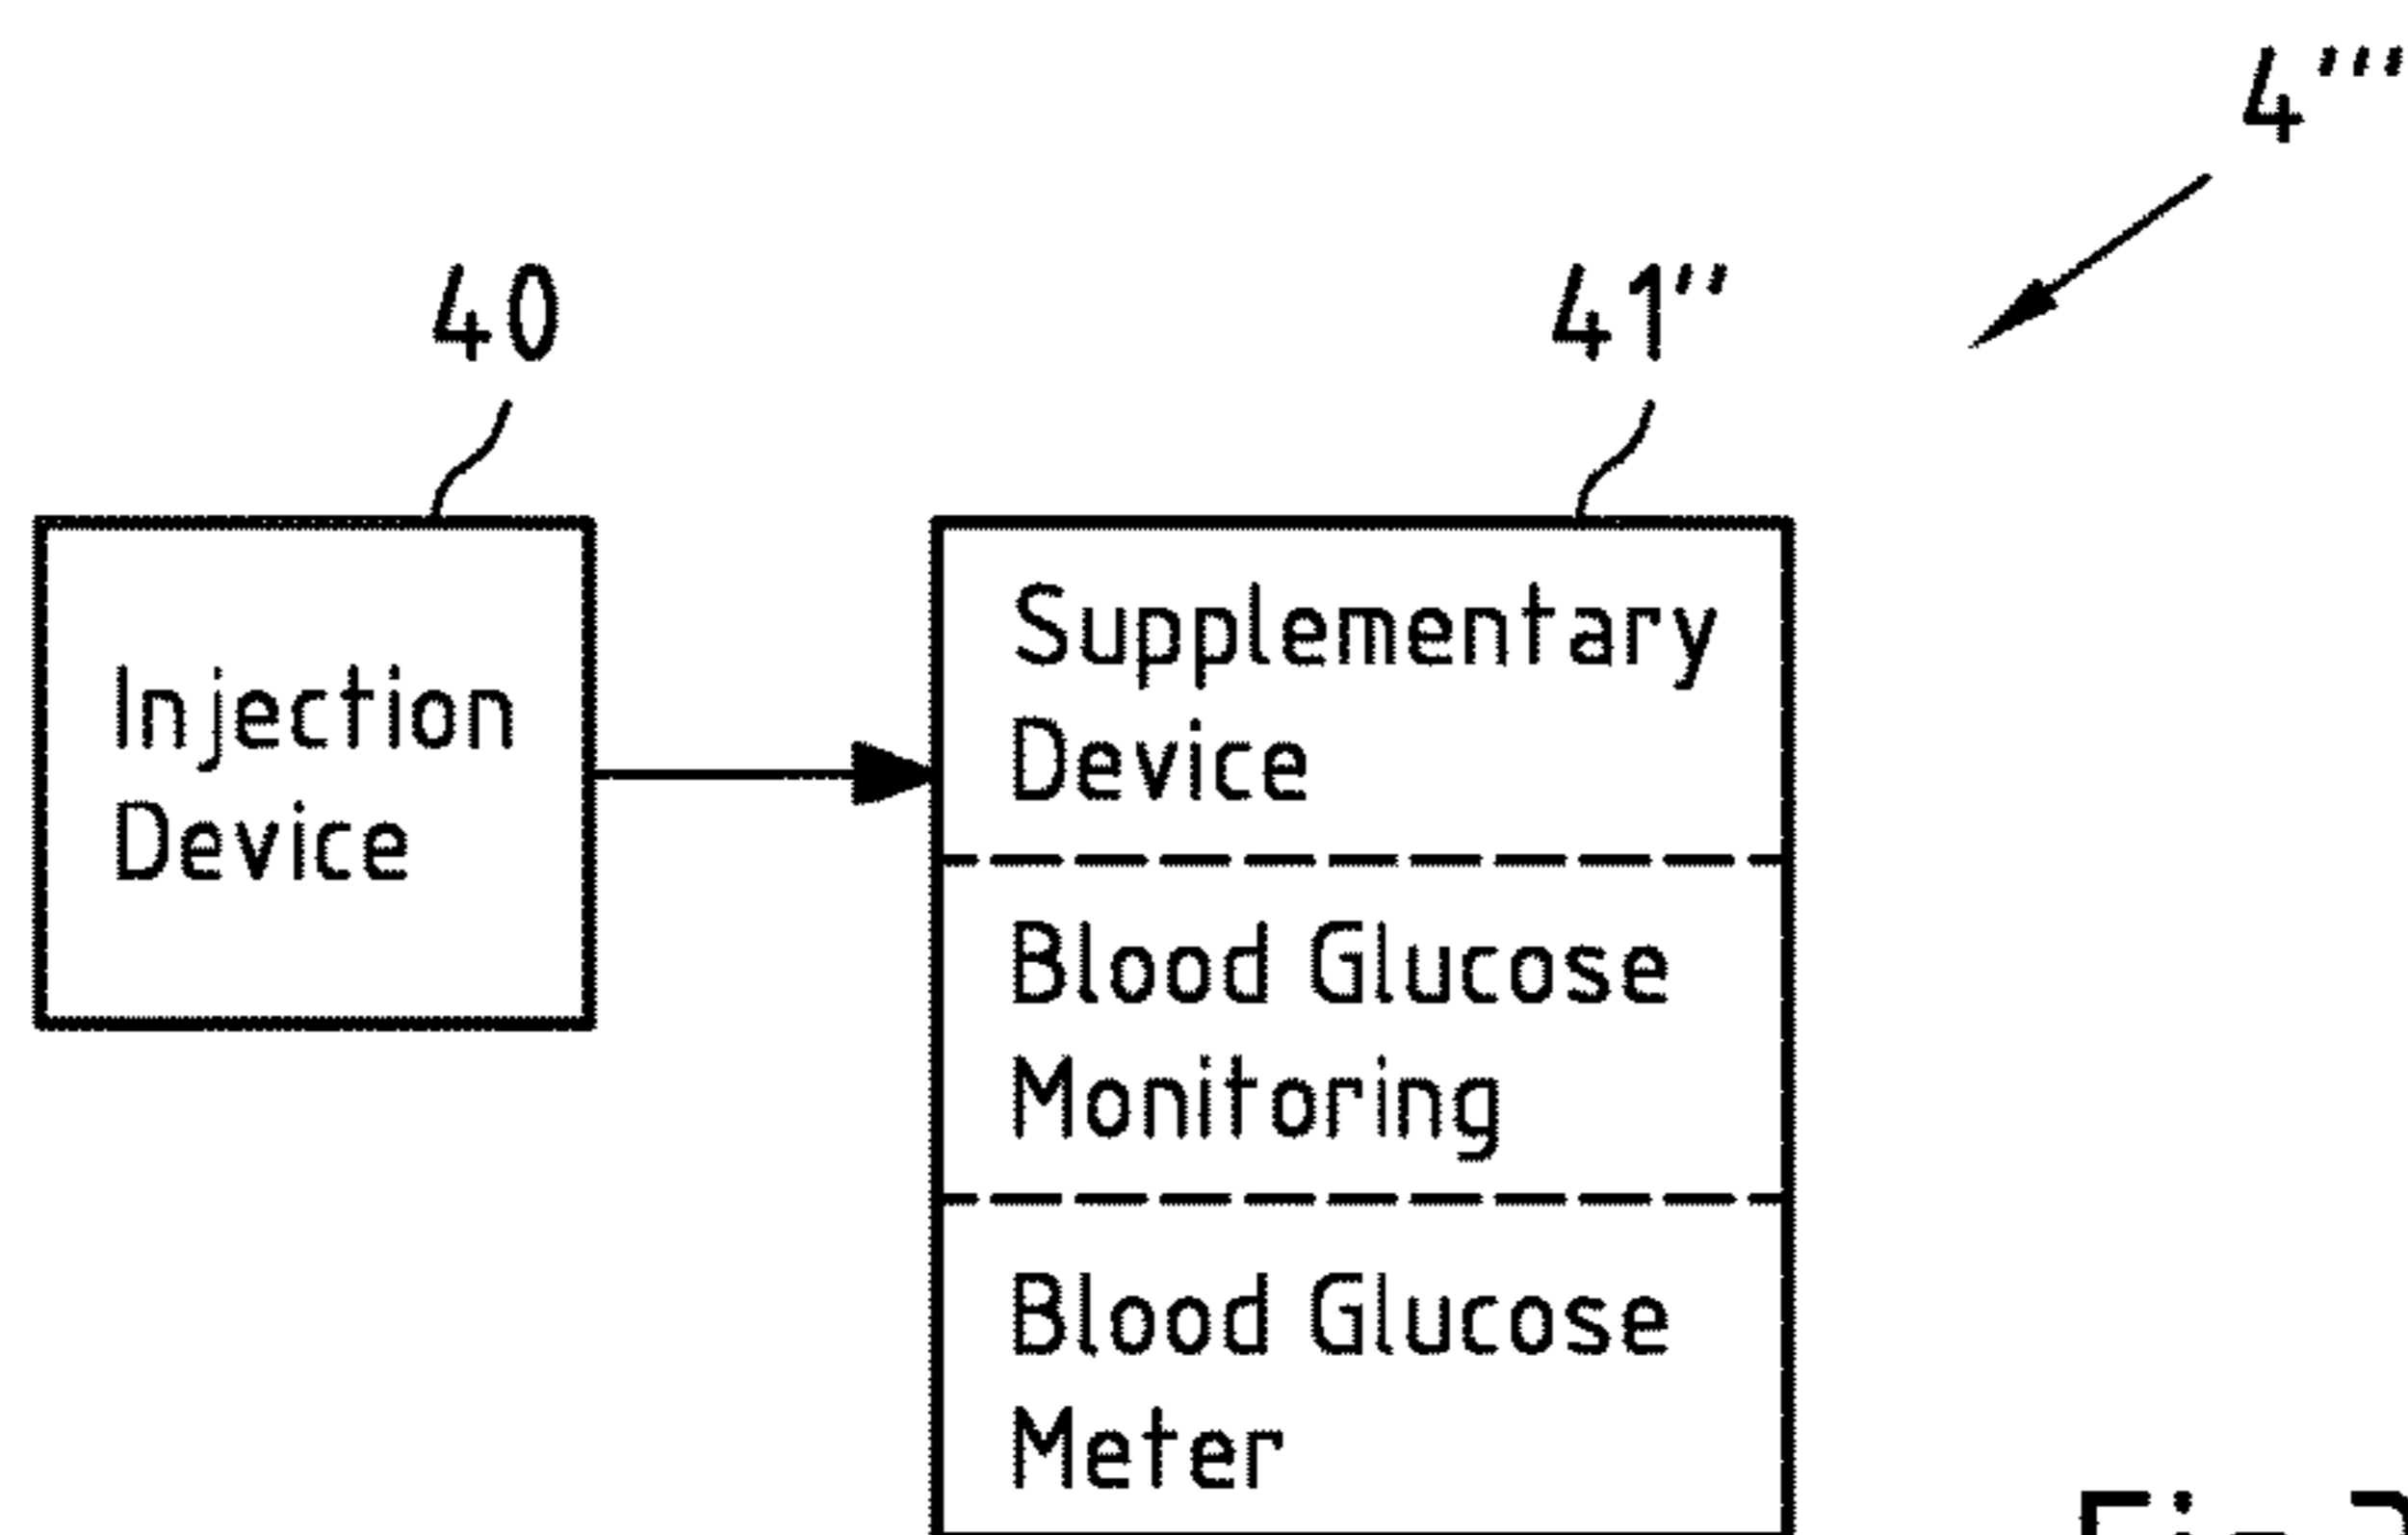 4'''
40
41''
Injection
Device
Supplementary
Device
Blood Glucose
Monitoring
Blood Glucose
Meter